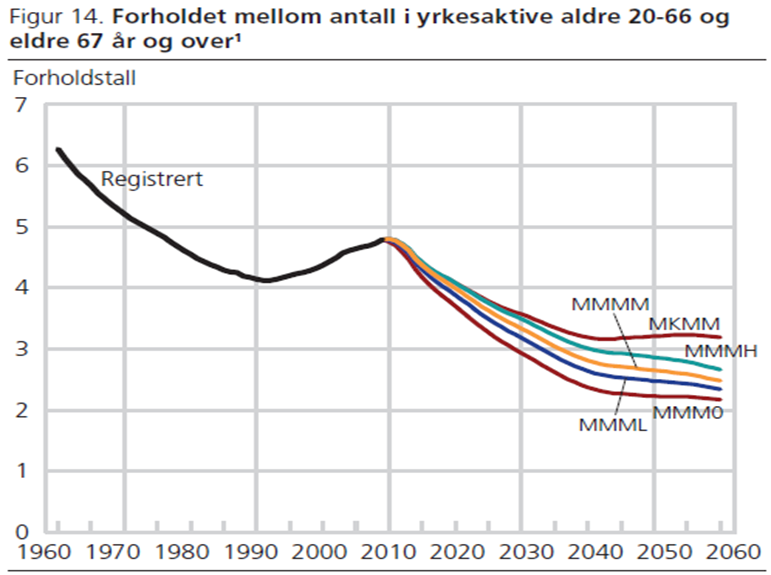 Figur 14. Forholdet mellom antall i yrkesaktive aldre 20-66 og
eldre 67 år og over¹
Forholdstall
7
6
Registrert
5
4
MMMM
MKMM
3
MMMH
2
MMM0
MMML
1
0
1960 1970 1980 1990 2000 2010 2020 2030 2040 2050 2060